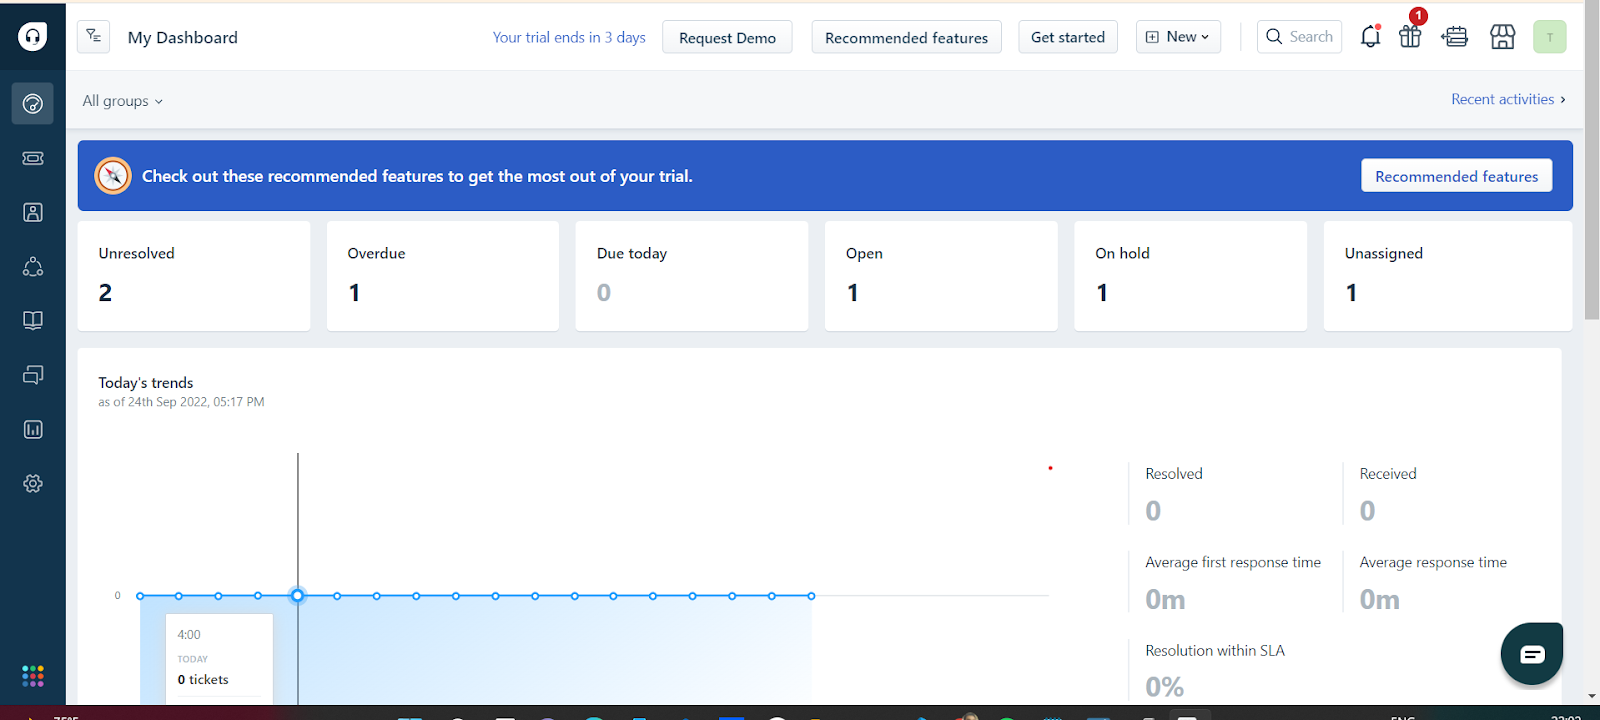 My Dashboard
Your trial ends in 3 days
Request Demo
Recommended features
Get started
New
Search
1
T
All groups
Recent activities
Check out these recommended features to get the most out of your trial.
Recommended features
Unresolved
2
Overdue
1
Due today
0
Open
1
On hold
1
Unassigned
1
Today's trends
as of 24th Sep 2022, 05:17 PM
Resolved
0
Received
0
Average first response time
0m
Average response time
0m
Resolution within SLA
0%
0
4:00
TODAY
0 tickets